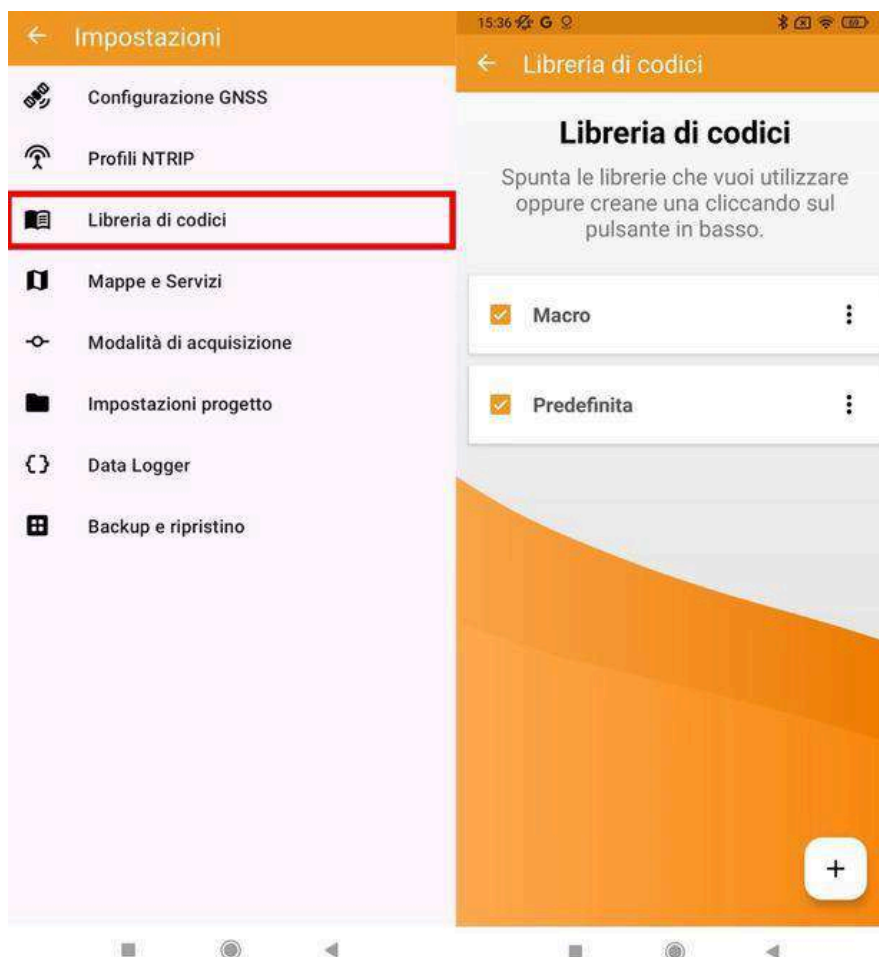 Impostazioni
Configurazione GNSS
Profili NTRIP
Libreria di codici
Mappe e Servizi
Modalità di acquisizione
Impostazioni progetto
Data Logger
Backup e ripristino
15:36 G 69
Libreria di codici
Libreria di codici
Spunta le librerie che vuoi utilizzare
oppure creane una cliccando sul
pulsante in basso.
Macro
Predefinita